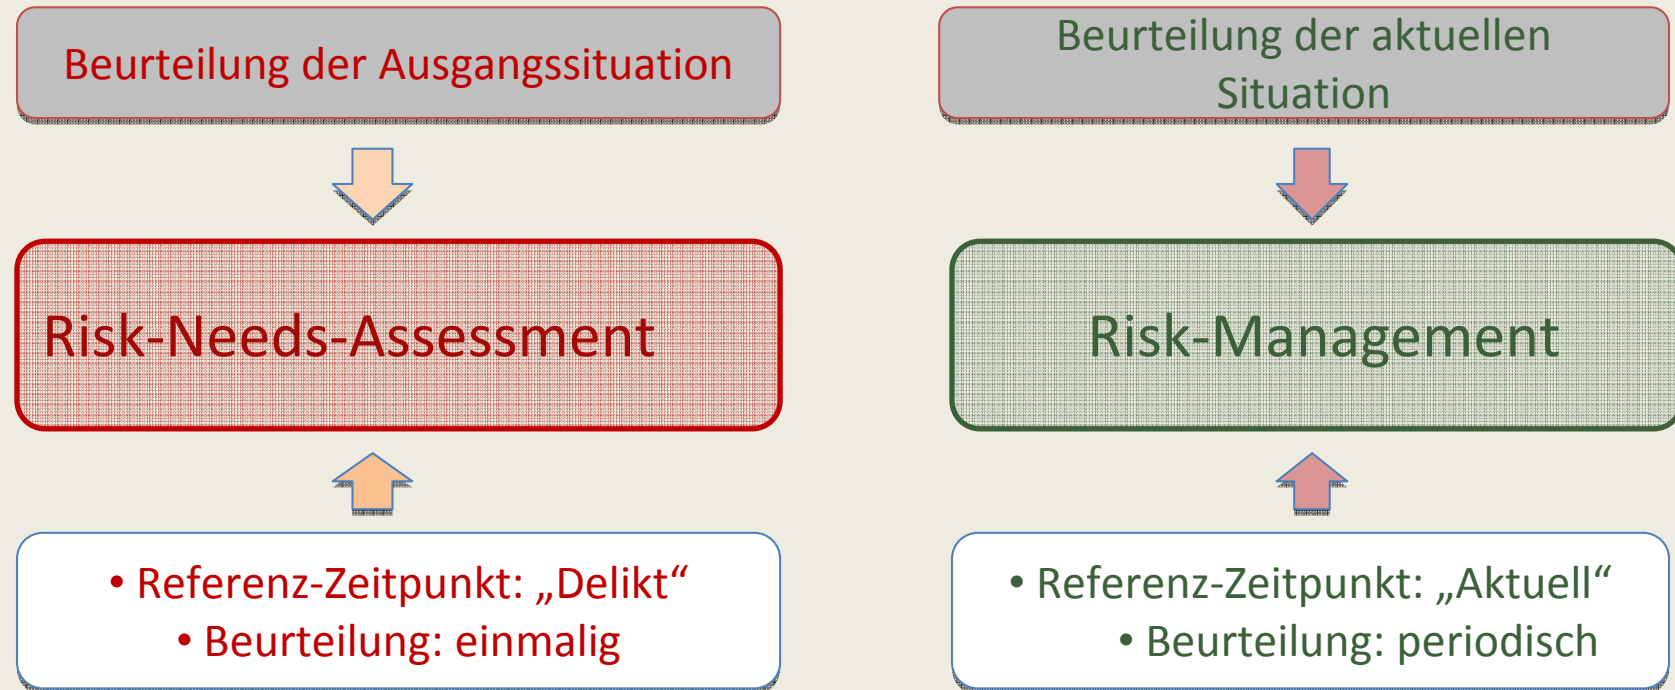 Beurteilung der Ausgangssituation
Beurteilung der aktuellen
Situation
Risk-Needs-Assessment
Risk-Management
• Referenz-Zeitpunkt: „Delikt“
• Beurteilung: einmalig
• Referenz-Zeitpunkt: „Aktuell“
• Beurteilung: periodisch